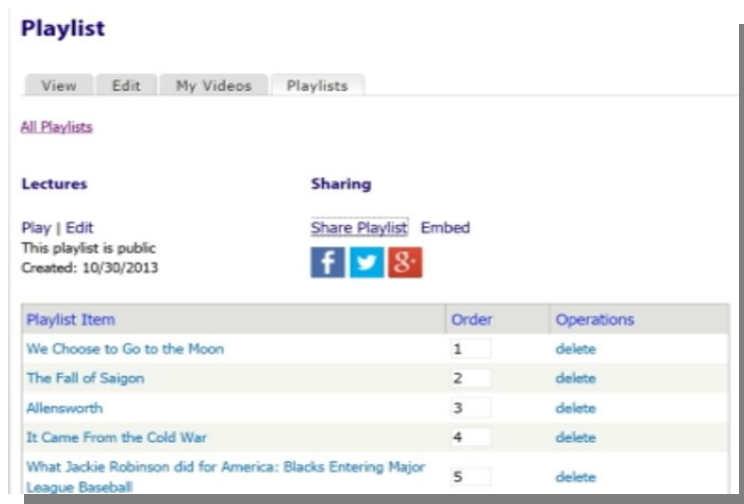 Playlist
View Edit My Videos Playlists
All Playlists
Lectures Sharing
Play | Edit Share Playlist Embed
This playlist is public
Created: 10/30/2013
Playlist Item Order Operations
We Choose to Go to the Moon 1 delete
The Fall of Saigon 2 delete
Allensworth 3 delete
It Came From the Cold War 4 delete
What Jackie Robinson did for America: Blacks Entering Major
League Baseball 5 delete